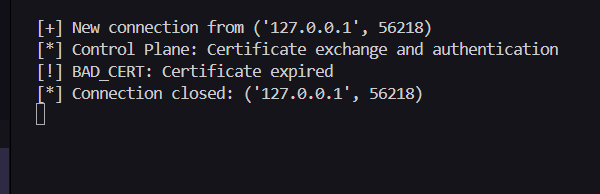 [+] New connection from ('127.0.0.1', 56218)
[*] Control Plane: Certificate exchange and authentication
[!] BAD_CERT: Certificate expired
[*] Connection closed: ('127.0.0.1', 56218)